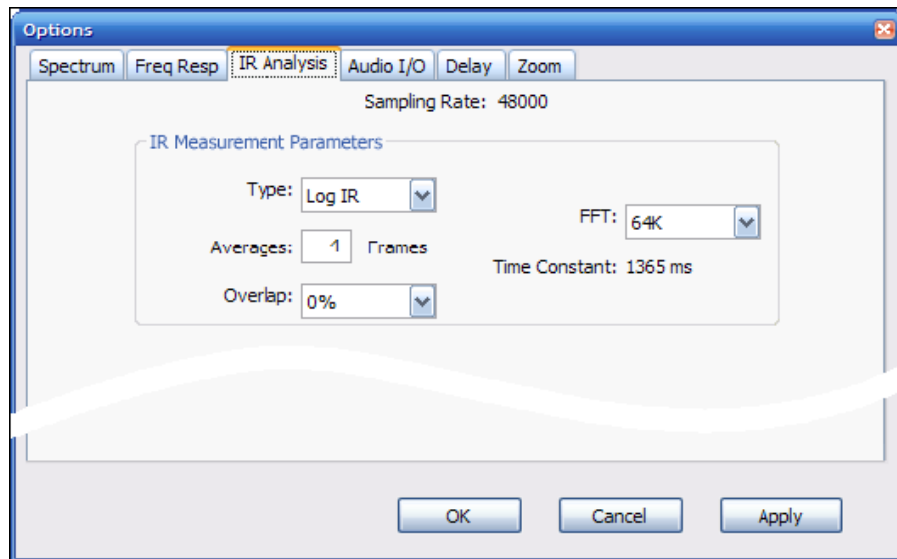 Options
Spectrum Freq Resp IR Analysis Audio I/O Delay Zoom
Sampling Rate: 48000
IR Measurement Parameters
Type: Log IR
FFT: 64K
Averages: 1 Frames
Time Constant: 1365 ms
Overlap: 0%
OK Cancel Apply